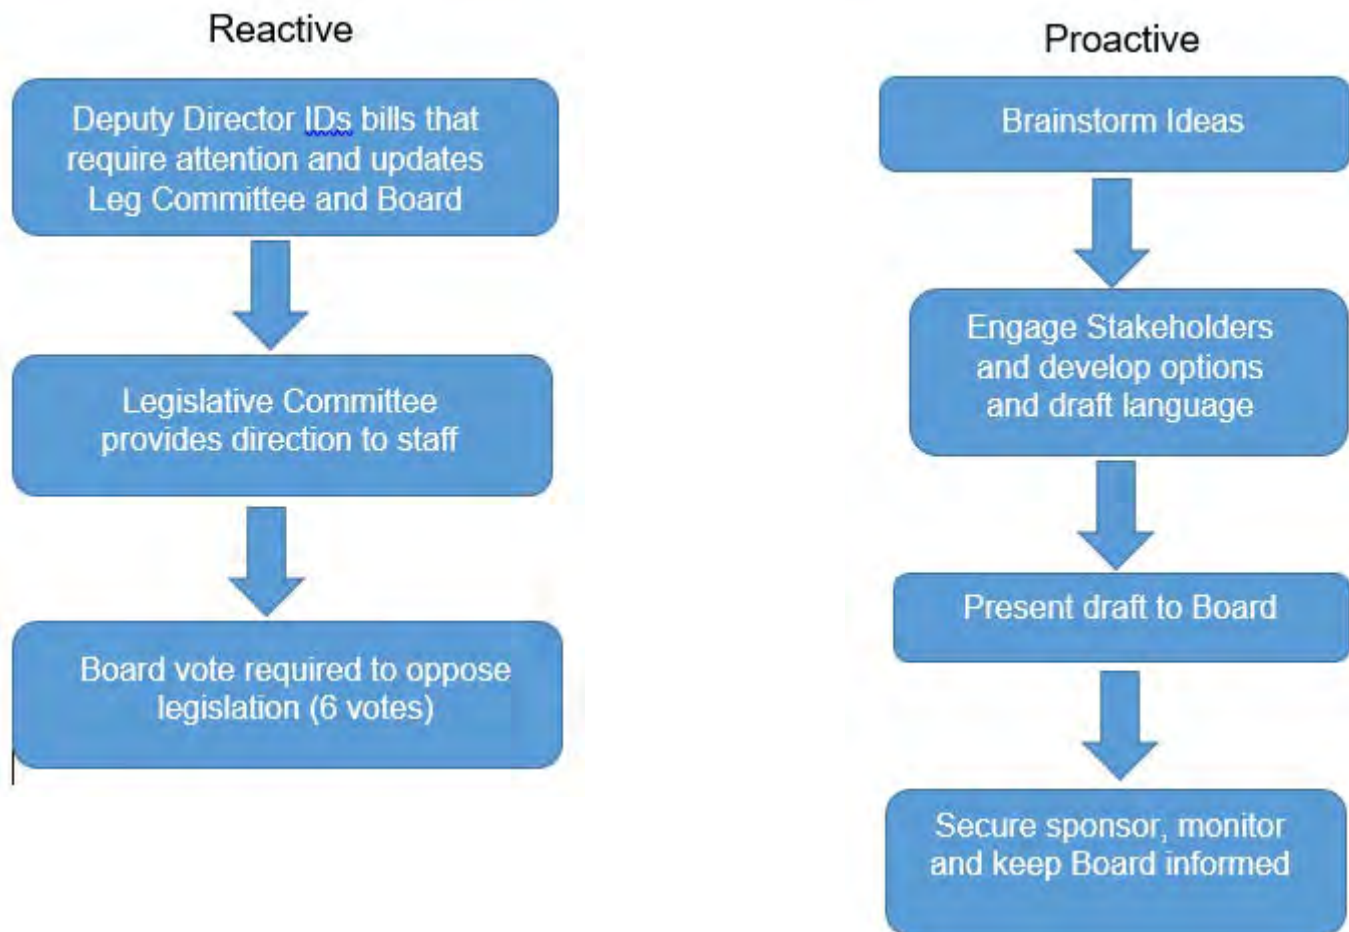 Reactive
Deputy Director IDs bills that
require attention and updates
Leg Committee and Board
Legislative Committee
provides direction to staff
Board vote required to oppose
legislation (6 votes)
Proactive
Brainstorm Ideas
Engage Stakeholders
and develop options
and draft language
Present draft to Board
Secure sponsor, monitor
and keep Board informed